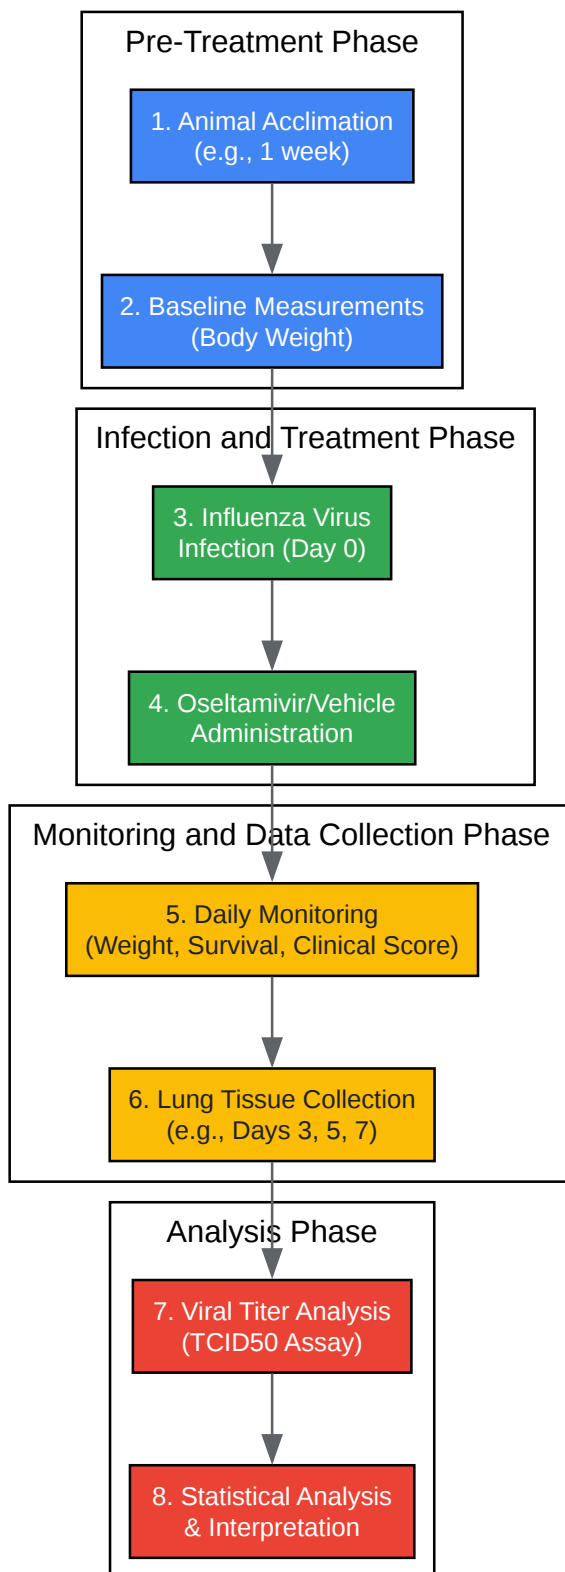 Pre-Treatment Phase
1. Animal Acclimation
(e.g., 1 week)
2. Baseline Measurements
(Body Weight)
Infection and Treatment Phase
3. Influenza Virus
Infection (Day 0)
4. Oseltamivir/Vehicle
Administration
Monitoring and Data Collection Phase
5. Daily Monitoring
(Weight, Survival, Clinical Score)
6. Lung Tissue Collection
(e.g., Days 3, 5, 7)
Analysis Phase
7. Viral Titer Analysis
(TCID50 Assay)
8. Statistical Analysis
& Interpretation